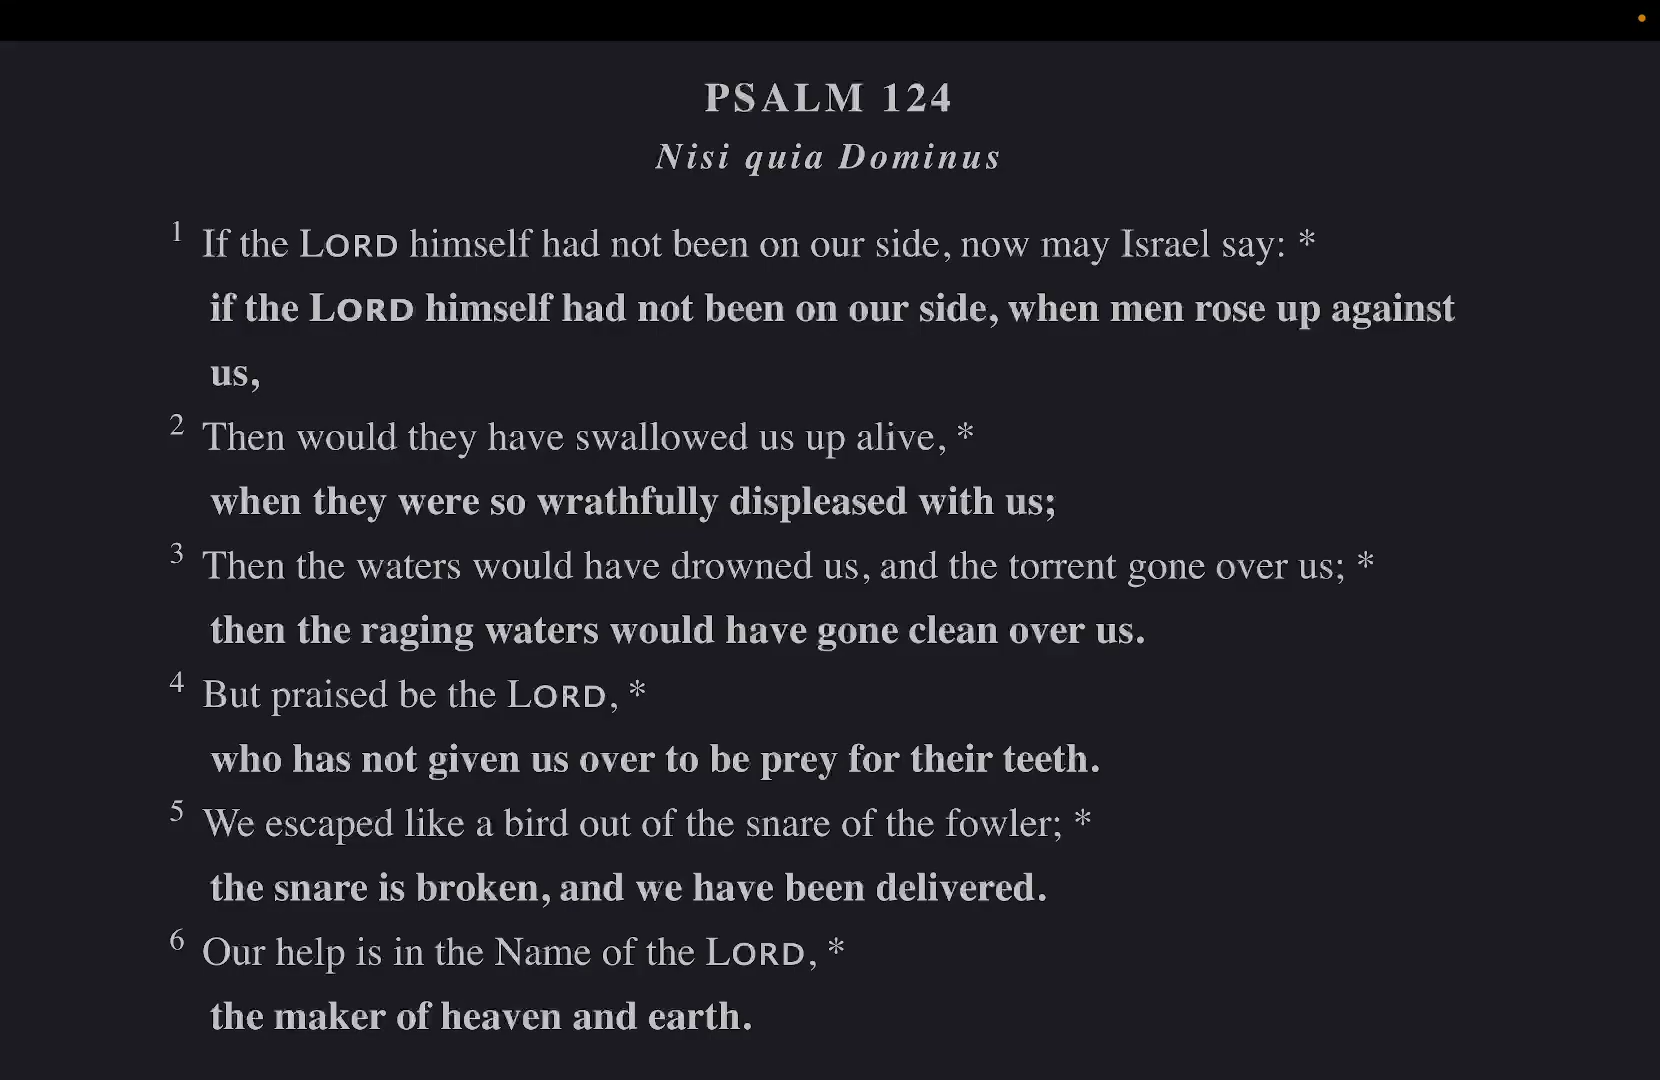 PSALM 124
Nisi quia Dominus
1 If the LORD himself had not been on our side, now may Israel say: *
if the LORD himself had not been on our side, when men rose up against
us,
2 Then would they have swallowed us up alive, *
when they were so wrathfully displeased with us;
3 Then the waters would have drowned us, and the torrent gone over us; *
then the raging waters would have gone clean over us.
4 But praised be the LORD, *
who has not given us over to be prey for their teeth.
5 We escaped like a bird out of the snare of the fowler; *
the snare is broken, and we have been delivered.
6 Our help is in the Name of the LORD, *
the maker of heaven and earth.